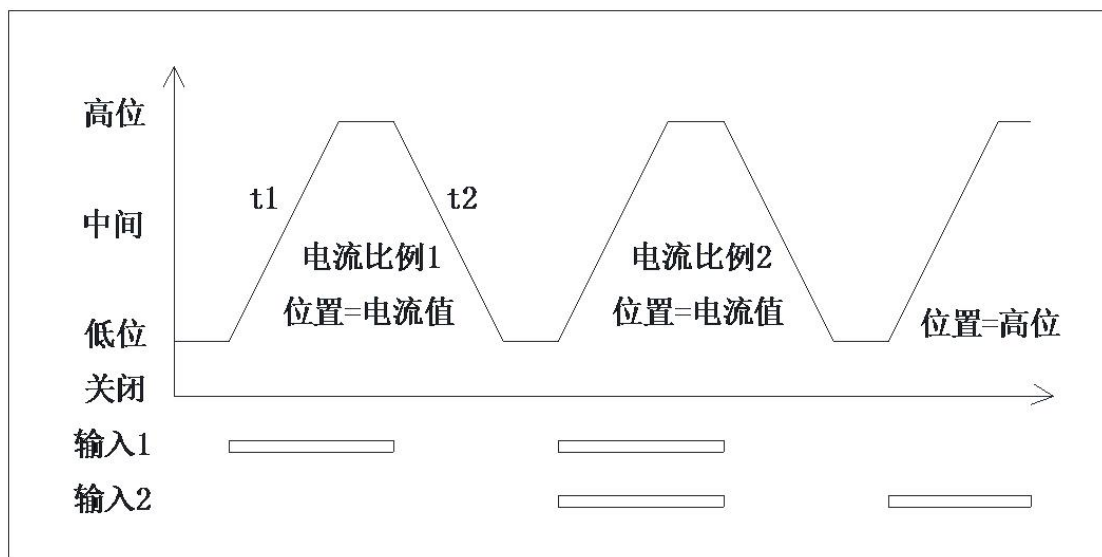 高位
t1
t2
中间
电流比例1
电流比例2
位置=电流值
位置=电流值
低位
位置=高位
关闭
输入1
输入2